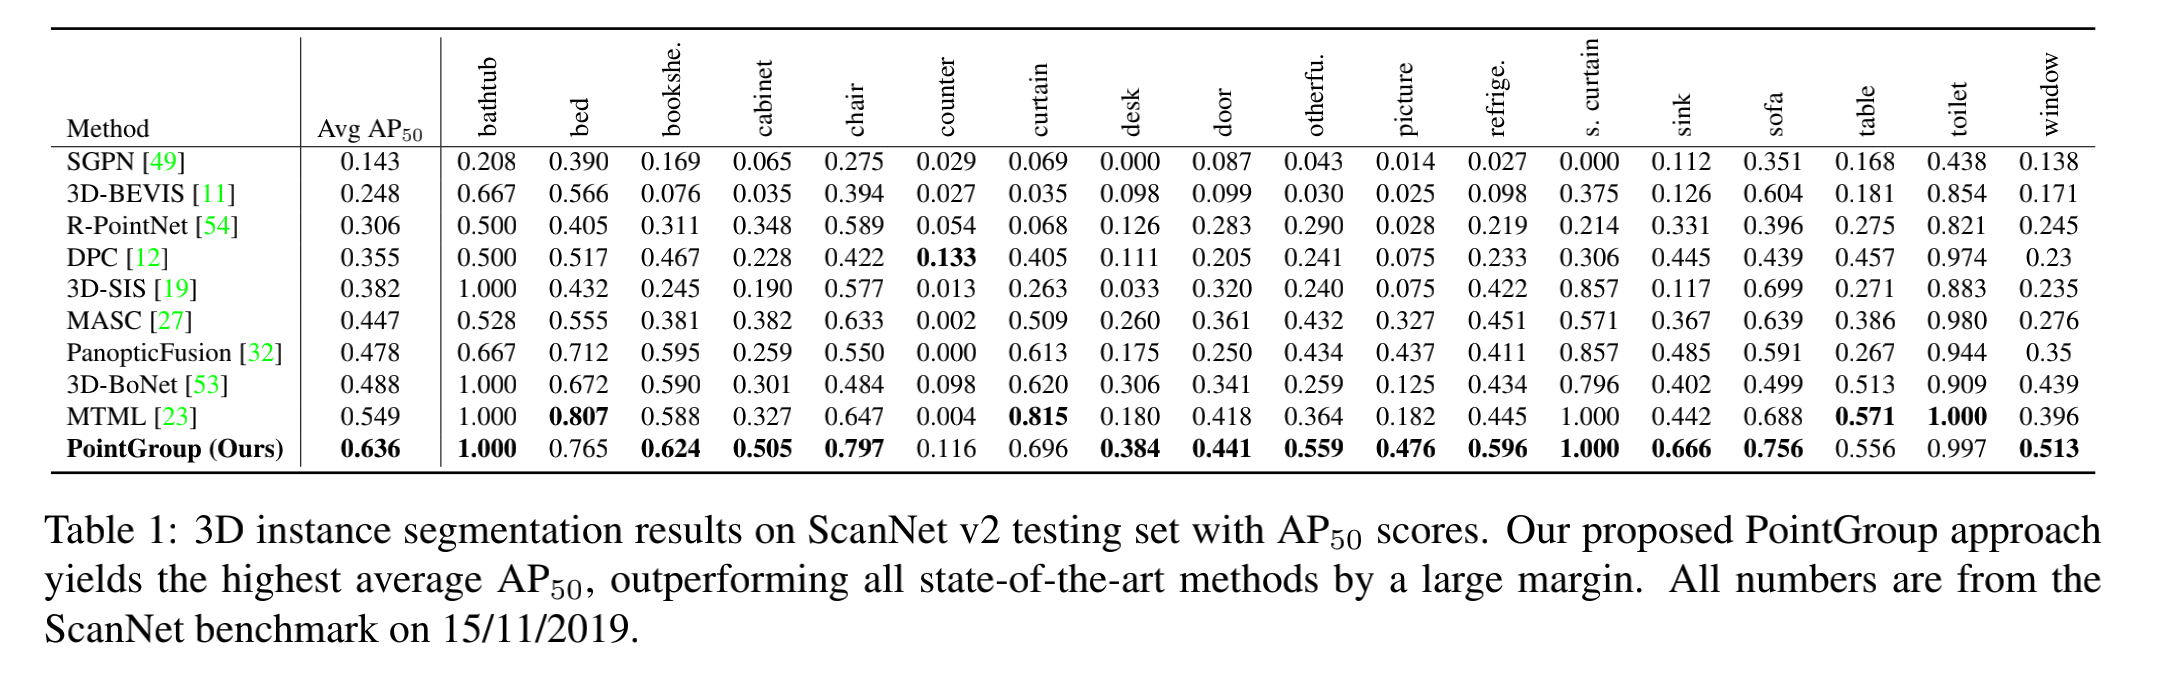 Method Avg AP50 bathtub bed bookshe. cabinet chair counter curtain desk door otherfu. picture refrige. s. curtain sink sofa table toilet window
SGPN [49] 0.143 0.208 0.390 0.169 0.065 0.275 0.029 0.069 0.000 0.087 0.043 0.014 0.027 0.000 0.112 0.351 0.168 0.438 0.138
3D-BEVIS [11] 0.248 0.667 0.566 0.076 0.035 0.394 0.027 0.035 0.098 0.099 0.030 0.025 0.098 0.375 0.126 0.604 0.181 0.854 0.171
R-PointNet [54] 0.306 0.500 0.405 0.311 0.348 0.589 0.054 0.068 0.126 0.283 0.290 0.028 0.219 0.214 0.331 0.396 0.275 0.821 0.245
DPC [12] 0.355 0.500 0.517 0.467 0.228 0.422 0.133 0.405 0.111 0.205 0.241 0.075 0.233 0.306 0.445 0.439 0.457 0.974 0.23
3D-SIS [19] 0.382 1.000 0.432 0.245 0.190 0.577 0.013 0.263 0.033 0.320 0.240 0.075 0.422 0.857 0.117 0.699 0.271 0.883 0.235
MASC [27] 0.447 0.528 0.555 0.381 0.382 0.633 0.002 0.509 0.260 0.361 0.432 0.327 0.451 0.571 0.367 0.639 0.386 0.980 0.276
PanopticFusion [32] 0.478 0.667 0.712 0.595 0.259 0.550 0.000 0.613 0.175 0.250 0.434 0.437 0.411 0.857 0.485 0.591 0.267 0.944 0.35
3D-BoNet [53] 0.488 1.000 0.672 0.590 0.301 0.484 0.098 0.620 0.306 0.341 0.259 0.125 0.434 0.796 0.402 0.499 0.513 0.909 0.439
MTML [23] 0.549 1.000 0.807 0.588 0.327 0.647 0.004 0.815 0.180 0.418 0.364 0.182 0.445 1.000 0.442 0.688 0.571 1.000 0.396
PointGroup (Ours) 0.636 1.000 0.765 0.624 0.505 0.797 0.116 0.696 0.384 0.441 0.559 0.476 0.596 1.000 0.666 0.756 0.556 0.997 0.513
Table 1: 3D instance segmentation results on ScanNet v2 testing set with AP50 scores. Our proposed PointGroup approach
yields the highest average AP50, outperforming all state-of-the-art methods by a large margin. All numbers are from the
ScanNet benchmark on 15/11/2019.